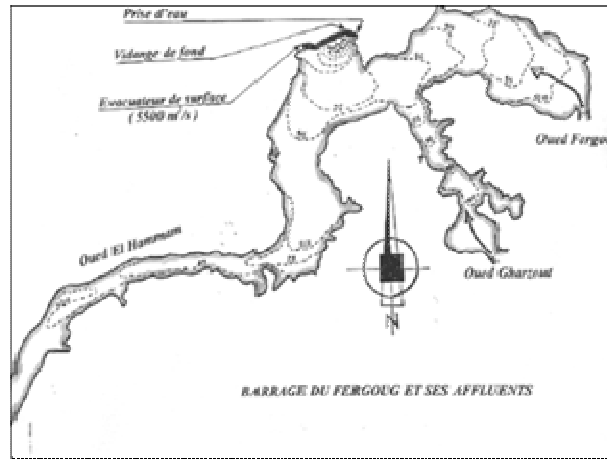 Prise d'eau
Vidange de fond
Evacuateur de surface
( 5500 m³/s)
Oued Fergou
Oued El Hammam
Oued Gharzout
N
BARRAGE DU FERGOUG ET SES AFFLUENTS